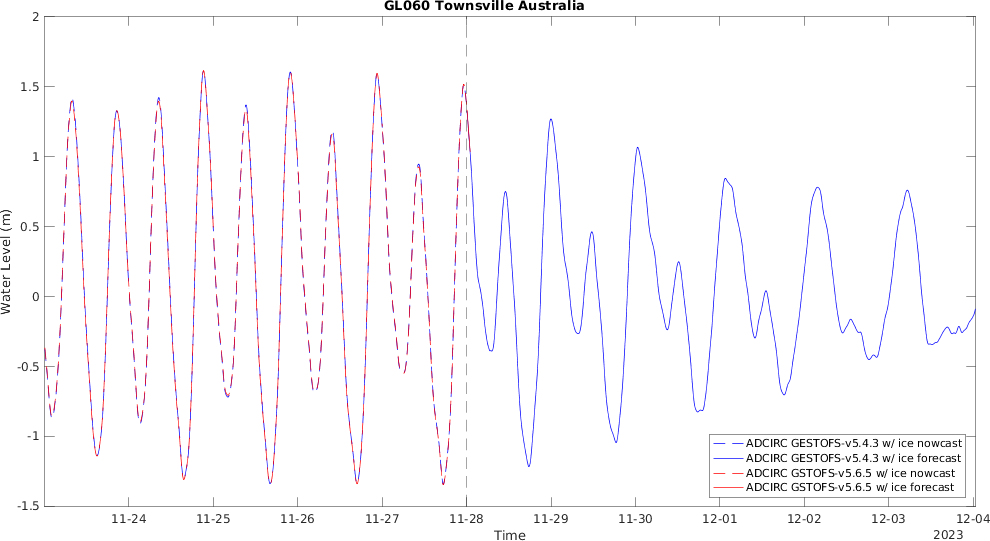 GL060 Townsville Australia
2
1.5
1
0.5
0
-0.5
-1
-1.5
Water Level (m)
11-24
11-25
11-26
11-27
11-28
11-29
11-30
12-01
12-02
12-03
12-04
Time
2023
ADCIRC GESTOFS-v5.4.3 w/ ice nowcast
ADCIRC GESTOFS-v5.4.3 w/ ice forecast
ADCIRC GSTOFS-v5.6.5 w/ ice nowcast
ADCIRC GSTOFS-v5.6.5 w/ ice forecast